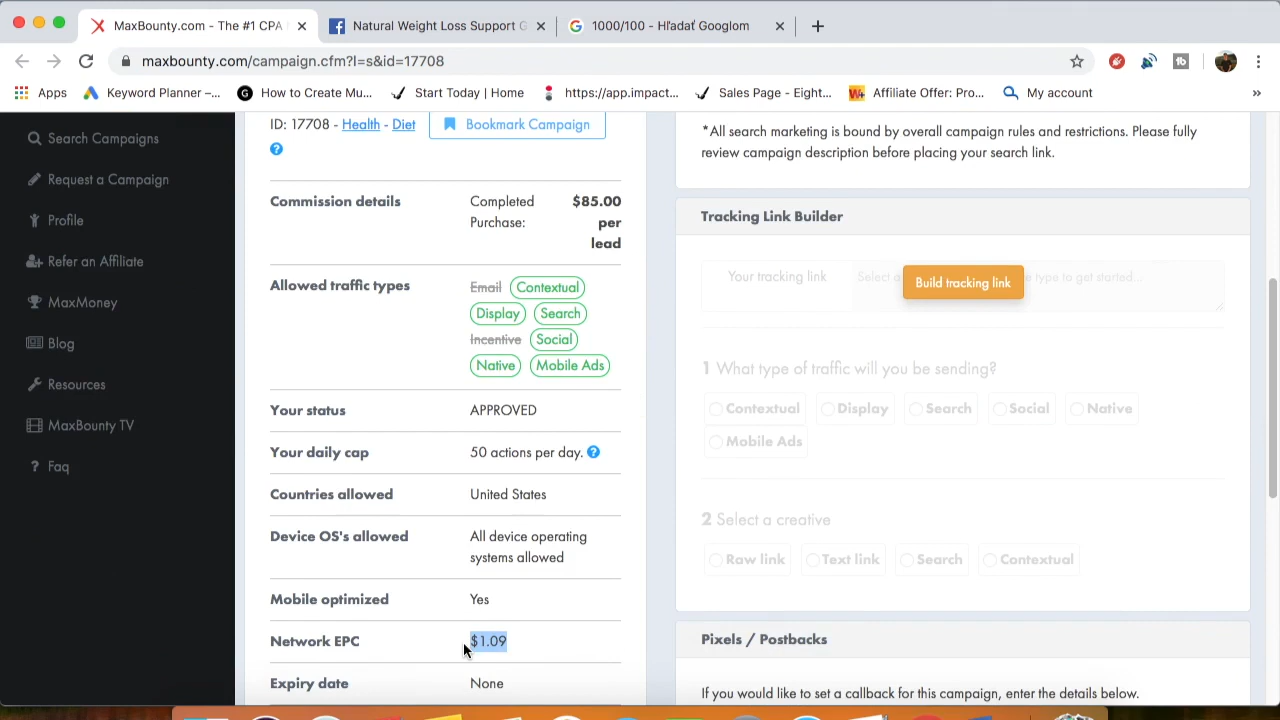 MaxBounty.com - The #1 CPA
Natural Weight Loss Support G
1000/100 - Hľadať Googlom
maxbounty.com/campaign.cfm?l=s&id=17708
Apps
Keyword Planner –...
How to Create Mu...
Start Today | Home
https://app.impact...
Sales Page - Eight...
Affiliate Offer: Pro...
My account
»
Search Campaigns
Request a Campaign
Profile
Refer an Affiliate
MaxMoney
Blog
Resources
MaxBounty TV
? Faq
ID: 17708 - Health - Diet
Bookmark Campaign
?
Commission details
Completed Purchase:
$85.00
per
lead
Allowed traffic types
Email Contextual
Display Search
Incentive Social
Native Mobile Ads
Your status
APPROVED
Your daily cap
50 actions per day. ?
Countries allowed
United States
Device OS's allowed
All device operating
systems allowed
Mobile optimized
Yes
Network EPC
$1.09
Expiry date
None
*All search marketing is bound by overall campaign rules and restrictions. Please fully
review campaign description before placing your search link.
Tracking Link Builder
Your tracking link
Select a
Build tracking link
type to get started...
1 What type of traffic will you be sending?
Contextual
Display
Search
Social
Native
Mobile Ads
2 Select a creative
Raw link
Text link
Search
Contextual
Pixels / Postbacks
If you would like to set a callback for this campaign, enter the details below.